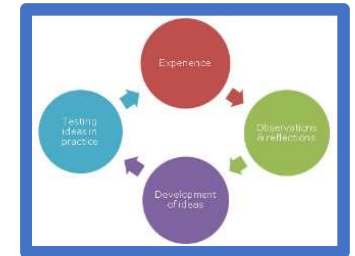 Experience
Observations
& reflections
Development
of ideas
Testing
ideas in
practice